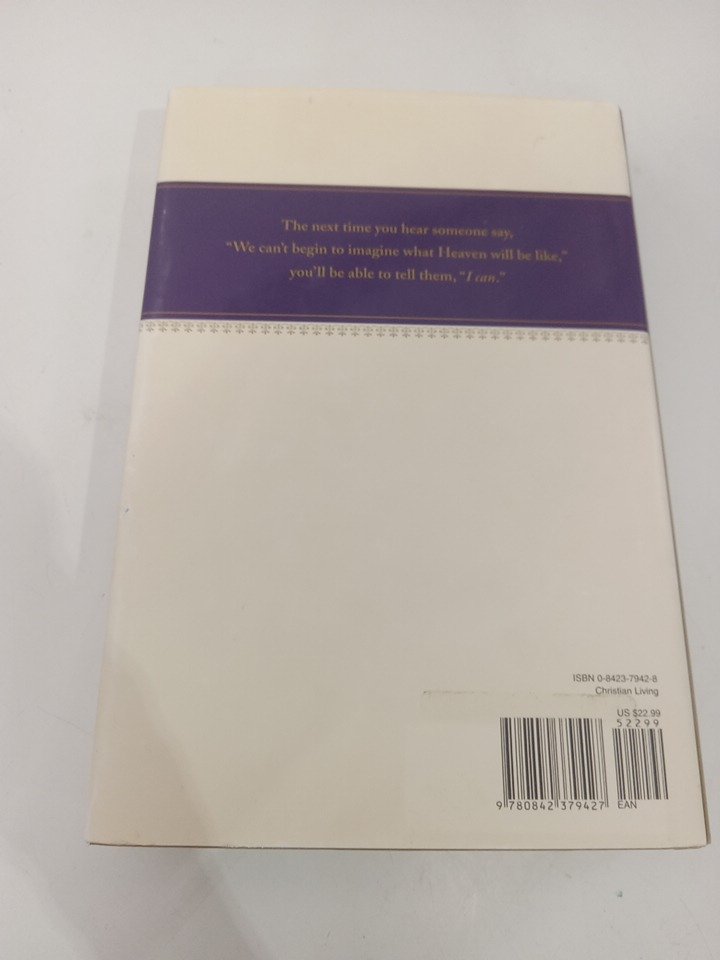 The next time you hear someone say,
“We can’t begin to imagine what Heaven will be like,”
you’ll be able to tell them, “I can.”
ISBN 0-8423-7942-8
Christian Living
US $22.99
52299
9 780842 379427
EAN